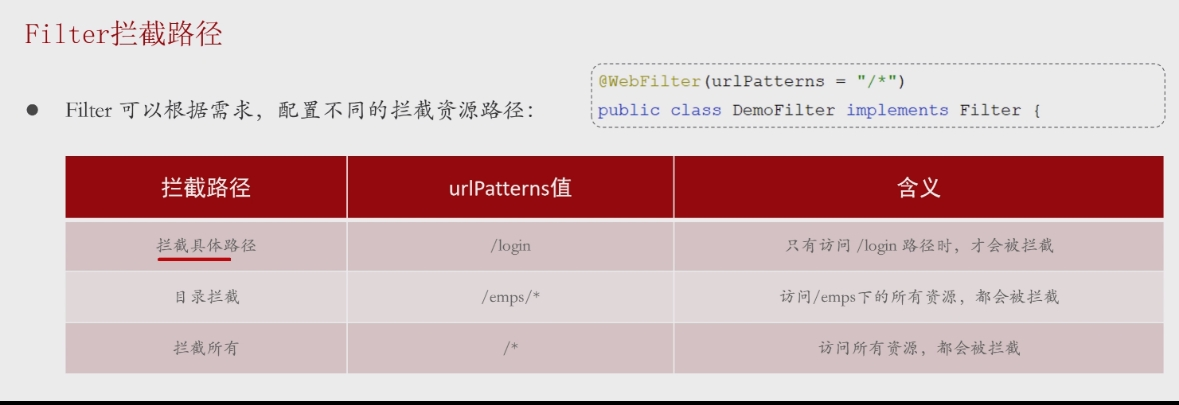 Filter拦截路径
@WebFilter(urlPatterns = "/*")
public class DemoFilter implements Filter {
● Filter 可以根据需求，配置不同的拦截资源路径：
拦截路径 urlPatterns值 含义
拦截具体路径 /login 只有访问 /login 路径时，才会被拦截
目录拦截 /emps/* 访问/emps下的所有资源，都会被拦截
拦截所有 /* 访问所有资源，都会被拦截